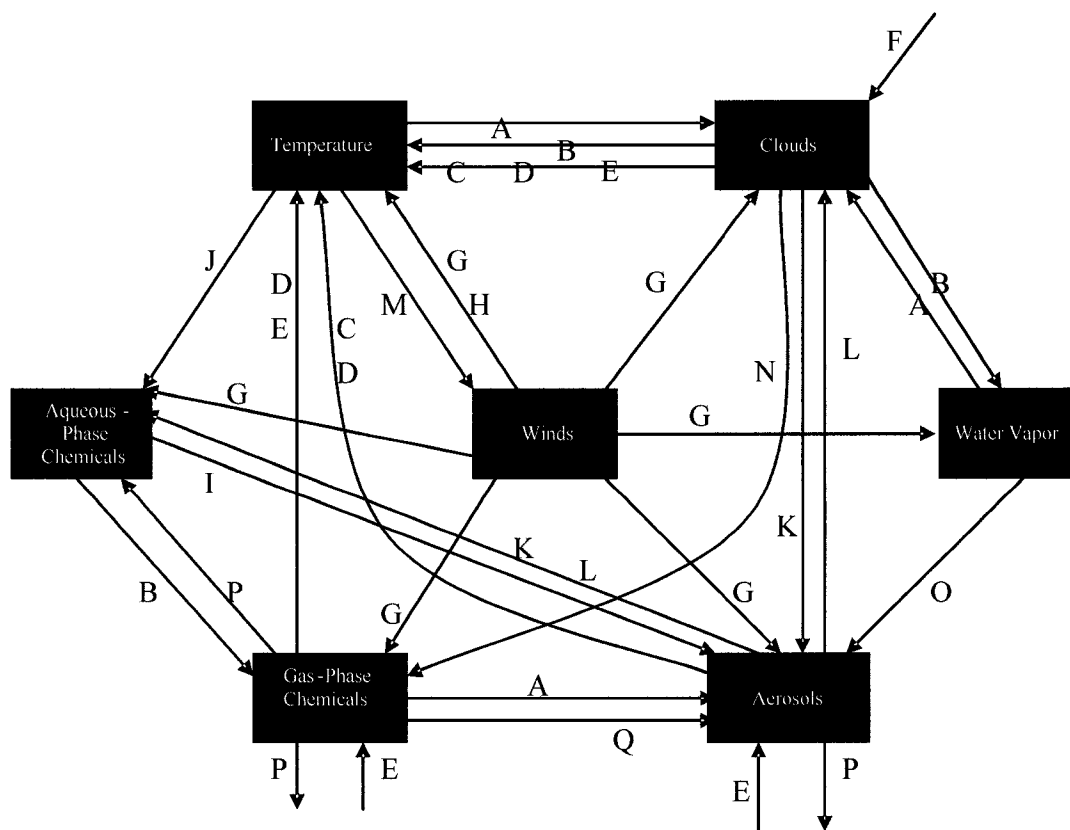 F
Temperature
A
B
C D E
Clouds
J
D
E
M
G
H
C
D
G
N
L
B
A
Aqueous -
Phase
Chemicals
G
Winds
G
Water Vapor
I
K
L
K
B
P
G
G
O
Gas-Phase
Chemicals
A
Q
Aerosols
P
E
E
P